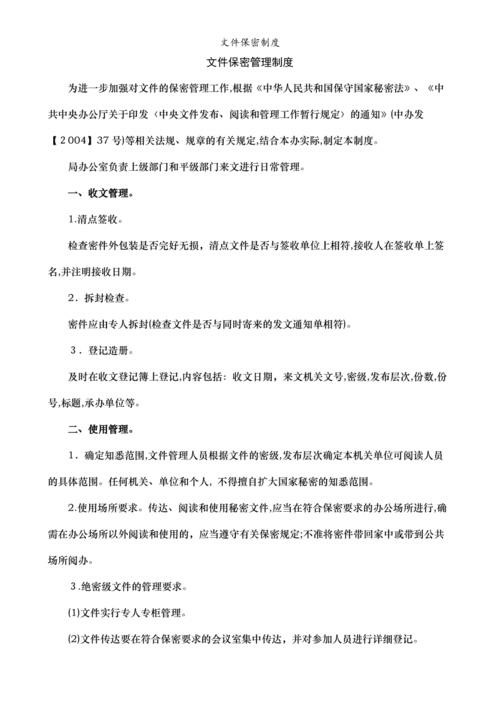 文件保密制度
文件保密管理制度
为进一步加强对文件的保密管理工作,根据《中华人民共和国保守国家秘密法》、《中
共中央办公厅关于印发〈中央文件发布、阅读和管理工作暂行规定〉的通知》(中办发
【2004】37 号)等相关法规、规章的有关规定,结合本办实际,制定本制度。
局办公室负责上级部门和平级部门来文进行日常管理。
一、收文管理。
1.清点签收。
检查密件外包装是否完好无损，清点文件是否与签收单位上相符,接收人在签收单上签
名,并注明接收日期。
2．拆封检查。
密件应由专人拆封(检查文件是否与同时寄来的发文通知单相符)。
３．登记造册。
及时在收文登记簿上登记,内容包括：收文日期，来文机关文号,密级,发布层次,份数,份
号,标题,承办单位等。
二、使用管理。
1．确定知悉范围,文件管理人员根据文件的密级,发布层次确定本机关单位可阅读人员
的具体范围。任何机关、单位和个人，不得擅自扩大国家秘密的知悉范围。
2.使用场所要求。传达、阅读和使用秘密文件,应当在符合保密要求的办公场所进行,确
需在办公场所以外阅读和使用的，应当遵守有关保密规定;不准将密件带回家中或带到公共
场所阅办。
３.绝密级文件的管理要求。
(1)文件实行专人专柜管理。
(2)文件传达要在符合保密要求的会议室集中传达，并对参加人员进行详细登记。